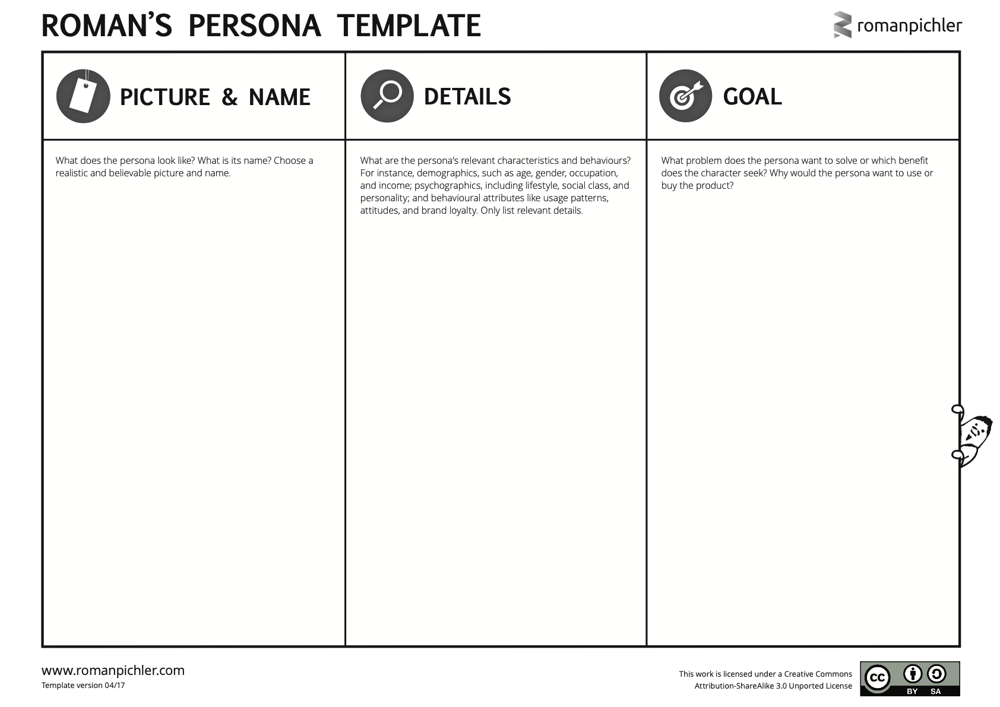 ROMAN’S PERSONA TEMPLATE
romanpichler
PICTURE & NAME
DETAILS
GOAL
What does the persona look like? What is its name? Choose a
realistic and believable picture and name.
What are the persona’s relevant characteristics and behaviours?
For instance, demographics, such as age, gender, occupation,
and income; psychographics, including lifestyle, social class, and
personality; and behavioural attributes like usage patterns,
attitudes, and brand loyalty. Only list relevant details.
What problem does the persona want to solve or which benefit
does the character seek? Why would the persona want to use or
buy the product?
www.romanpichler.com
Template version 04/17
This work is licensed under a Creative Commons
Attribution-ShareAlike 3.0 Unported License
cc
BY SA